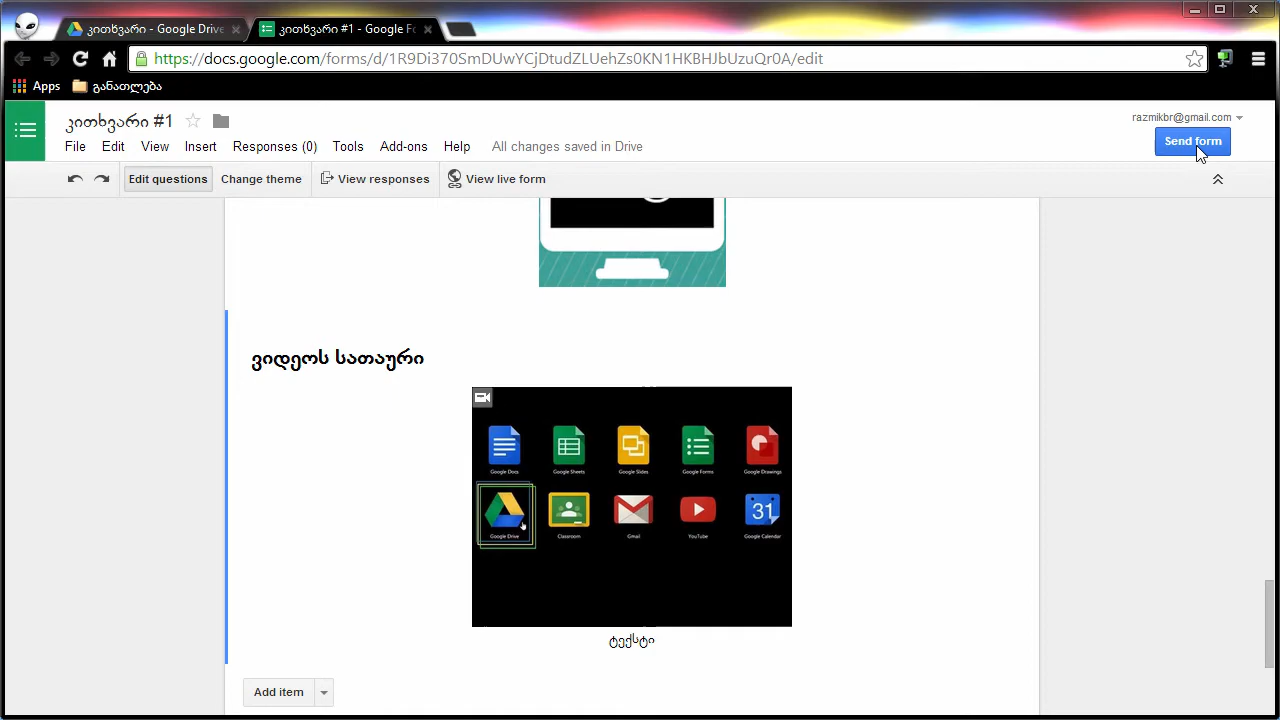 კითხვარი - Google Drive
კითხვარი #1 - Google Fo
https://docs.google.com/forms/d/1R9Di370SmDUwYCjDtudZLUehZs0KN1HKBHJbUzuQr0A/edit
Apps
განათლება
კითხვარი #1
razmikbr@gmail.com
File Edit View Insert Responses (0) Tools Add-ons Help All changes saved in Drive
Send form
Edit questions Change theme View responses View live form
ვიდეოს სათაური
Google Docs Google Sheets Google Slides Google Forms Google Drawings
31
Google Drive Classroom Gmail YouTube Google Calendar
ტექსტი
Add item